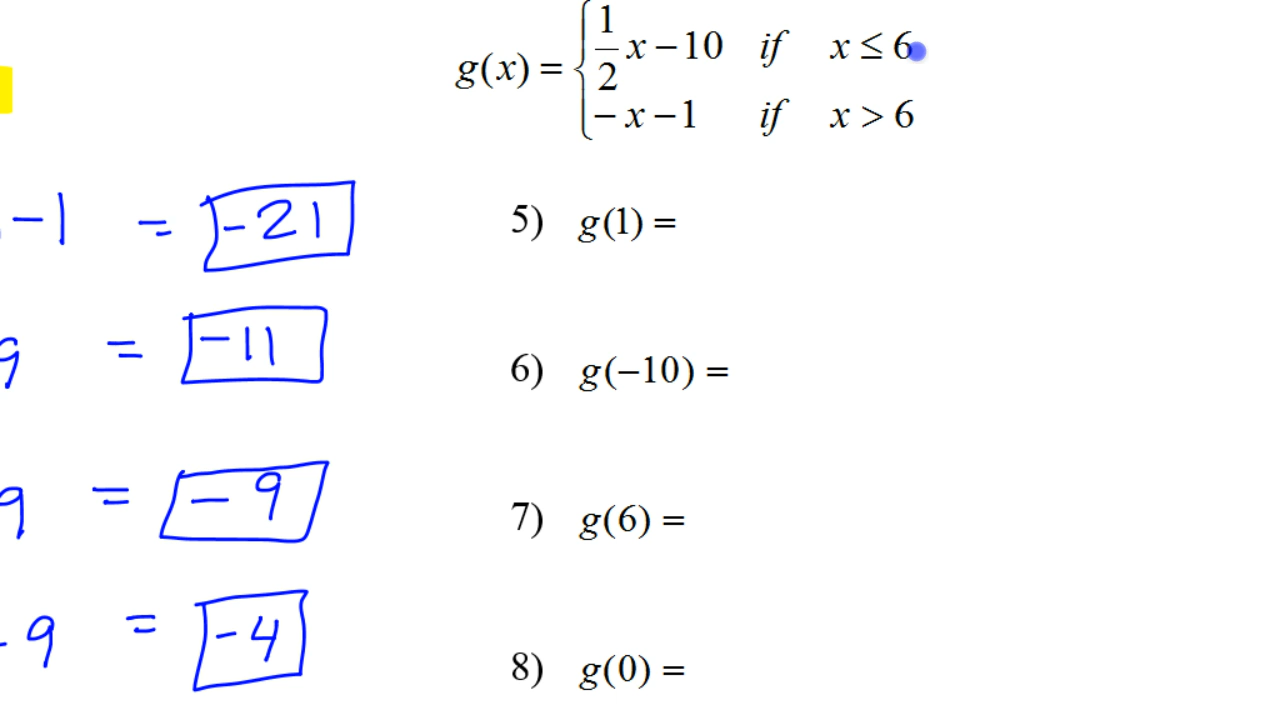 g(x) = { 1/2 x − 10 if x ≤ 6
− x − 1 if x > 6
-1 = -21
5) g(1) =
9 = -11
6) g(−10) =
9 = -9
7) g(6) =
- 9 = -4
8) g(0) =